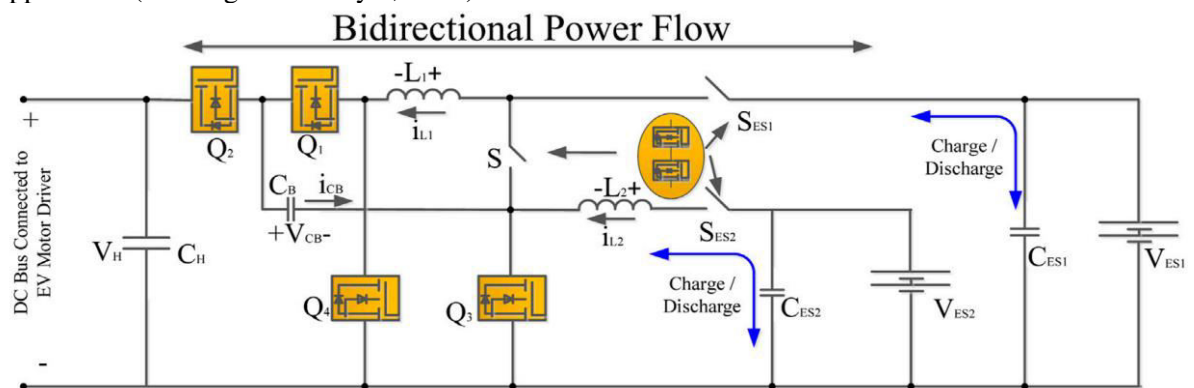 Bidirectional Power Flow
-L1+
iL1
Q2
Q1
SES1
S
CB
iCB
+VCB-
-L2+
iL2
SES2
Charge /
Discharge
DC Bus Connected to
EV Motor Driver
+
-
VH
CH
Q4
Q3
Charge /
Discharge
CES2
VES2
CES1
VES1